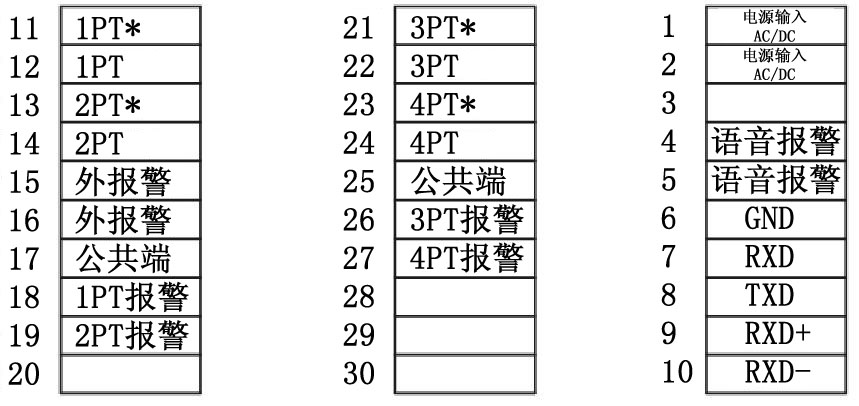 11 1PT*
12 1PT
13 2PT*
14 2PT
15 外报警
16 外报警
17 公共端
18 1PT报警
19 2PT报警
20
21 3PT*
22 3PT
23 4PT*
24 4PT
25 公共端
26 3PT报警
27 4PT报警
28
29
30
1 电源输入
AC/DC
2 电源输入
AC/DC
3
4 语音报警
5 语音报警
6 GND
7 RXD
8 TXD
9 RXD+
10 RXD-